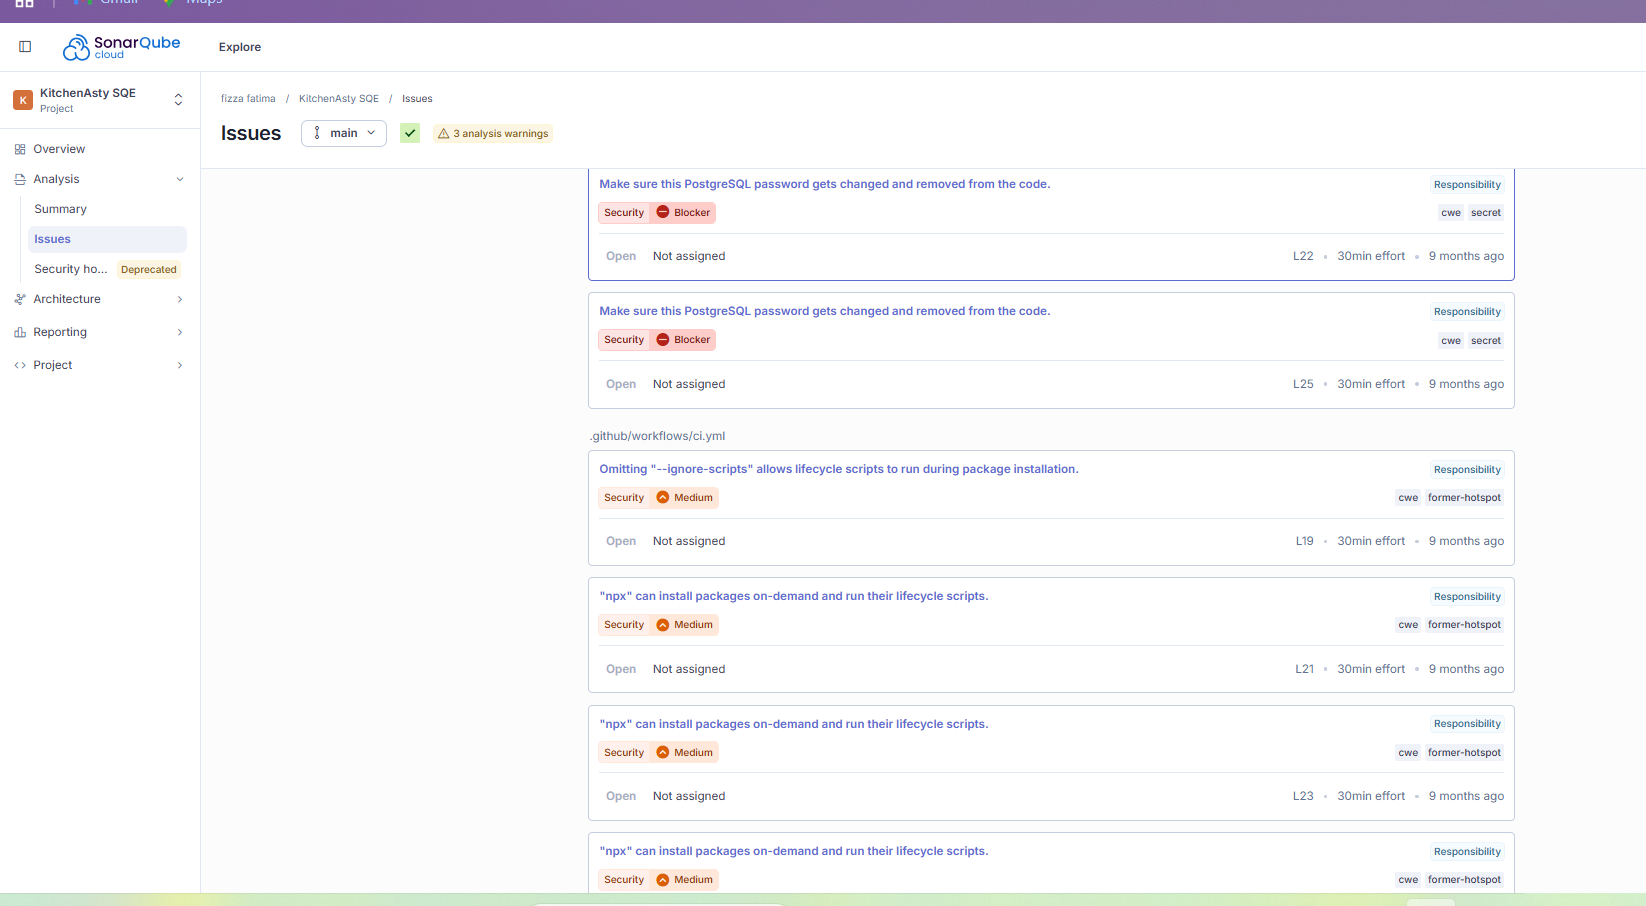 Gmail
Maps
SonarQube cloud
Explore
K
KitchenAsty SQE
Project
Overview
Analysis
Summary
Issues
Security ho... Deprecated
Architecture
Reporting
Project
fizza fatima / KitchenAsty SQE / Issues
Issues main 3 analysis warnings
Make sure this PostgreSQL password gets changed and removed from the code. Responsibility
Security Blocker cwe secret
Open Not assigned L22 • 30min effort • 9 months ago
Make sure this PostgreSQL password gets changed and removed from the code. Responsibility
Security Blocker cwe secret
Open Not assigned L25 • 30min effort • 9 months ago
.github/workflows/ci.yml
Omitting "--ignore-scripts" allows lifecycle scripts to run during package installation. Responsibility
Security Medium cwe former-hotspot
Open Not assigned L19 • 30min effort • 9 months ago
"npx" can install packages on-demand and run their lifecycle scripts. Responsibility
Security Medium cwe former-hotspot
Open Not assigned L21 • 30min effort • 9 months ago
"npx" can install packages on-demand and run their lifecycle scripts. Responsibility
Security Medium cwe former-hotspot
Open Not assigned L23 • 30min effort • 9 months ago
"npx" can install packages on-demand and run their lifecycle scripts. Responsibility
Security Medium cwe former-hotspot